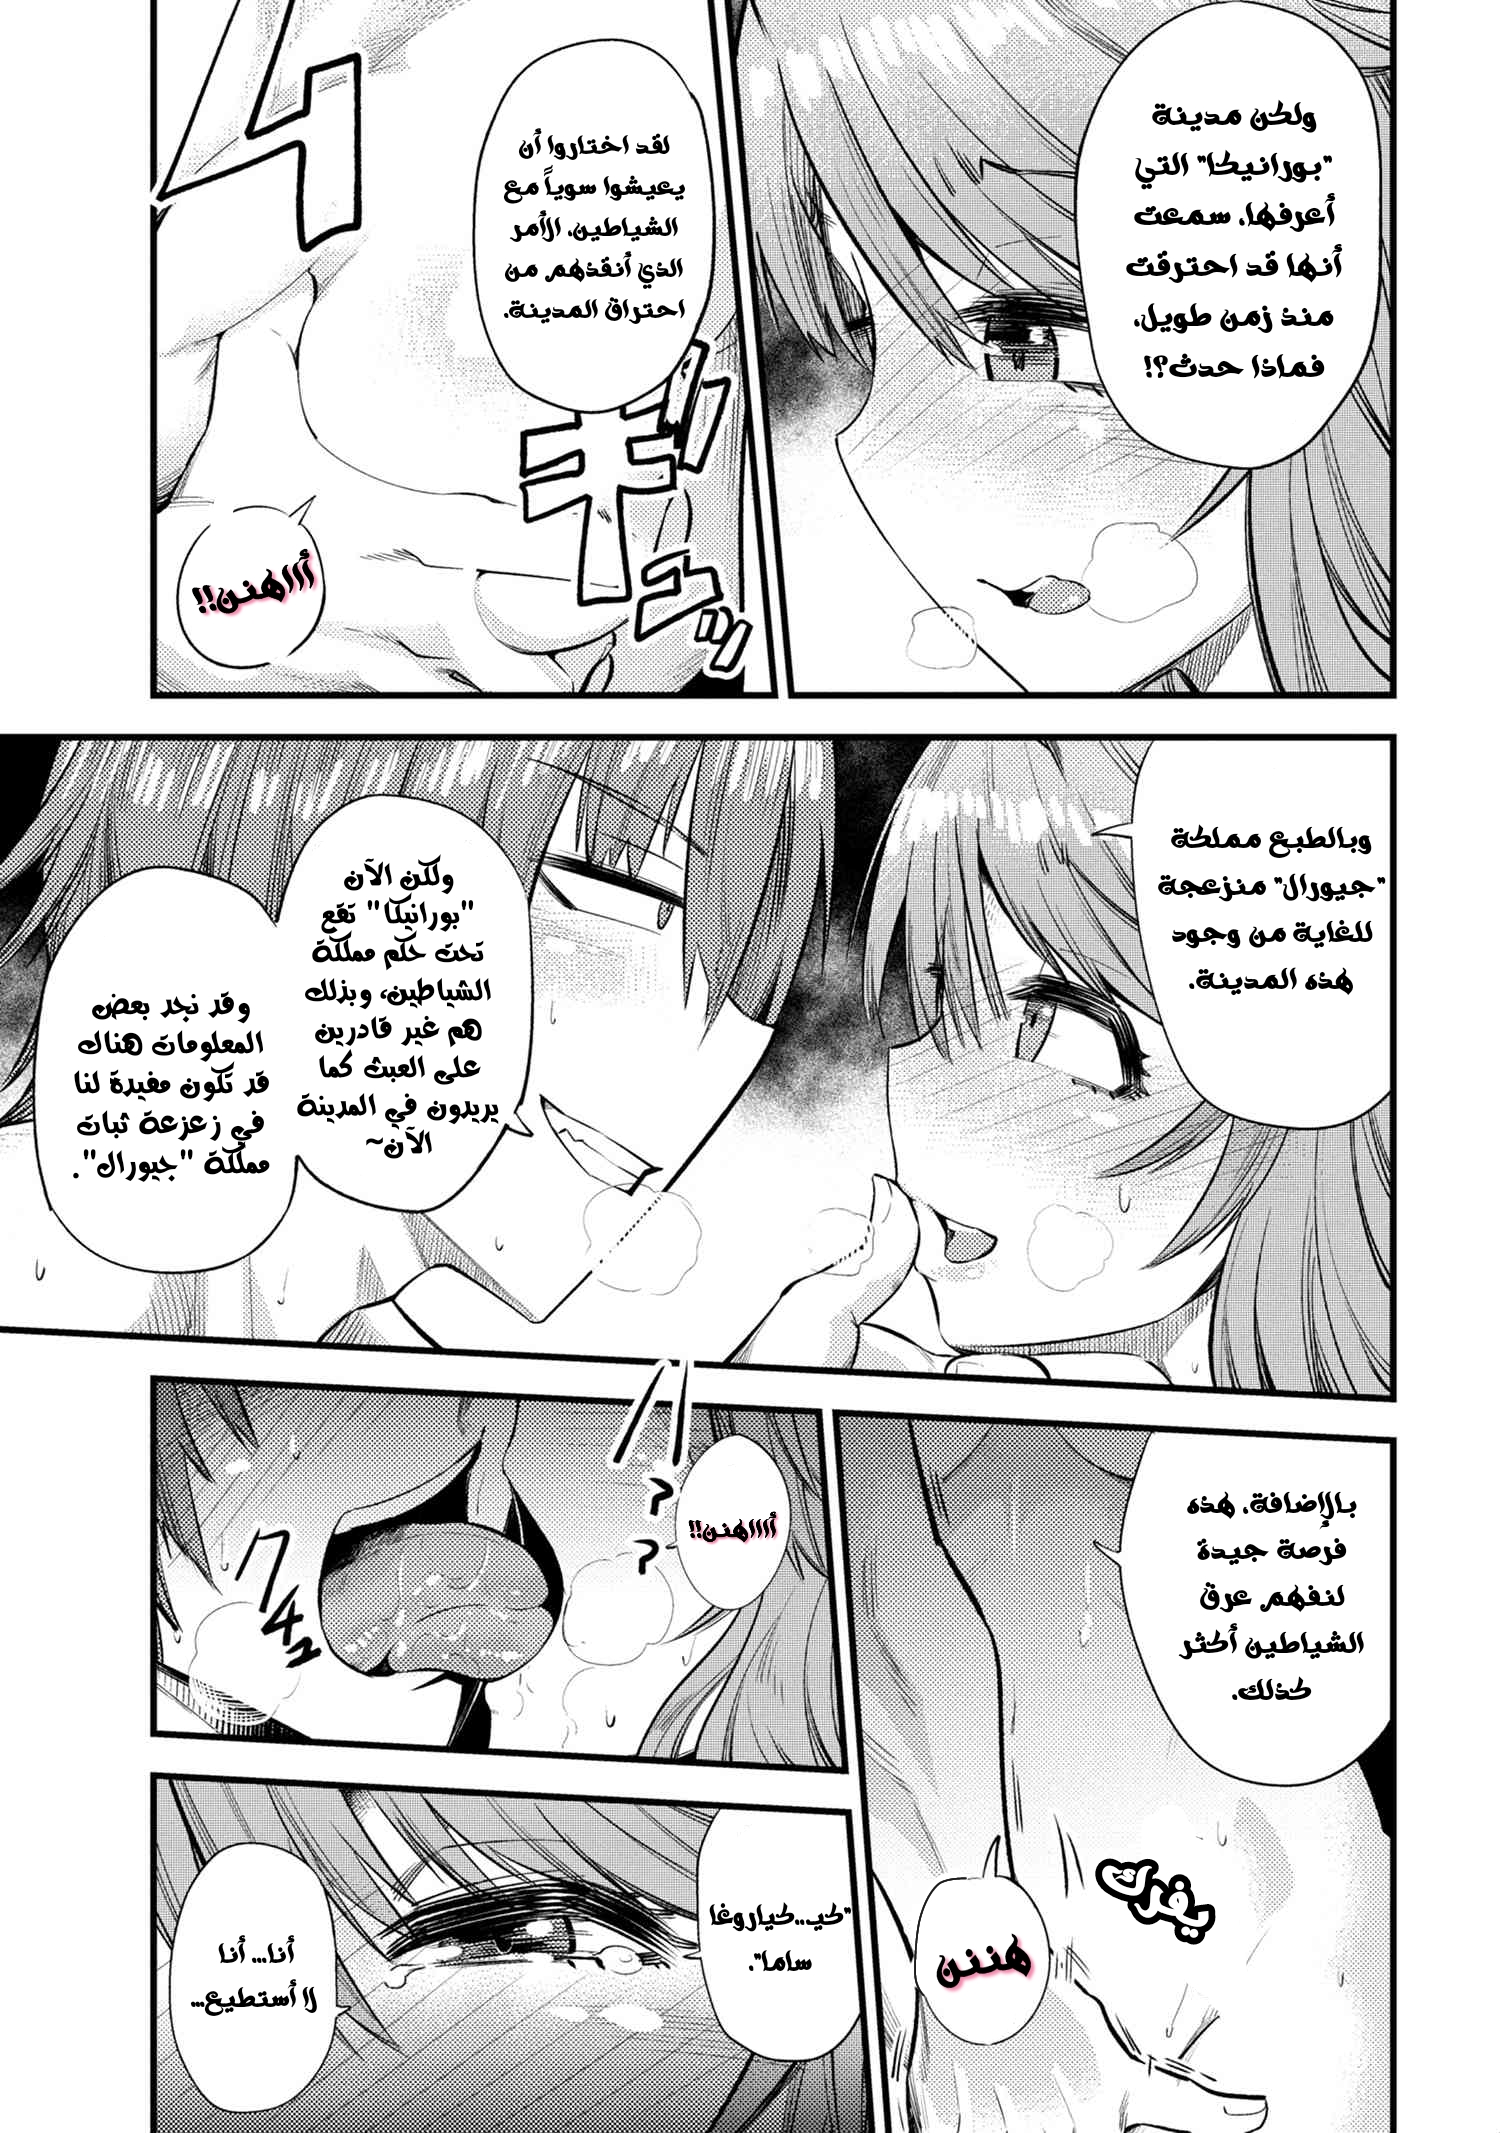 ولكن مدينة
"بورانيكا" التي
أعرفها، سمعت
أنها قد احترقت
منذ زمن طويل،
فماذا حدث؟!
لقد اختاروا أن
يعيشوا سوياً مع
الشياطين، الأمر
الذي أنقذهم من
احتراق المدينة.
أااهنن!!
وبالطبع مملكة
"جيورال" منزعجة
للغاية من وجود
هذه المدينة.
ولكن الآن
"بورانيكا" تقع
تحت حكم مملكة
الشياطين، وبذلك
هم غير قادرين
على العبث كما
يريدون في المدينة
الآن~
وقد نجد بعض
المعلومات هناك
قد تكون مفيدة لنا
في زعزعة ثبات
مملكة "جيورال".
بالإضافة، هذه
فرصة جيدة
لنفهم عرق
الشياطين أكثر
كذلك.
يفرك
هننن
أاااهنن!!
"كيـ..كياروغا
ساما".
أنا... أنا
لا أستطيع...